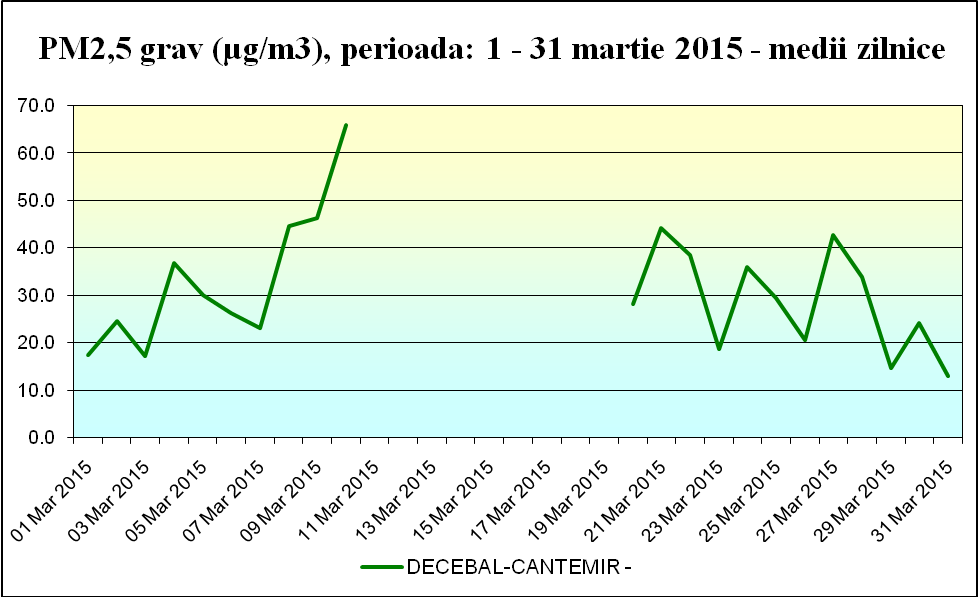 PM2,5 grav (µg/m3), perioada: 1 - 31 martie 2015 - medii zilnice
70.0
60.0
50.0
40.0
30.0
20.0
10.0
0.0
01 Mar 2015
03 Mar 2015
05 Mar 2015
07 Mar 2015
09 Mar 2015
11 Mar 2015
13 Mar 2015
15 Mar 2015
17 Mar 2015
19 Mar 2015
21 Mar 2015
23 Mar 2015
25 Mar 2015
27 Mar 2015
29 Mar 2015
31 Mar 2015
DECEBAL-CANTEMIR -